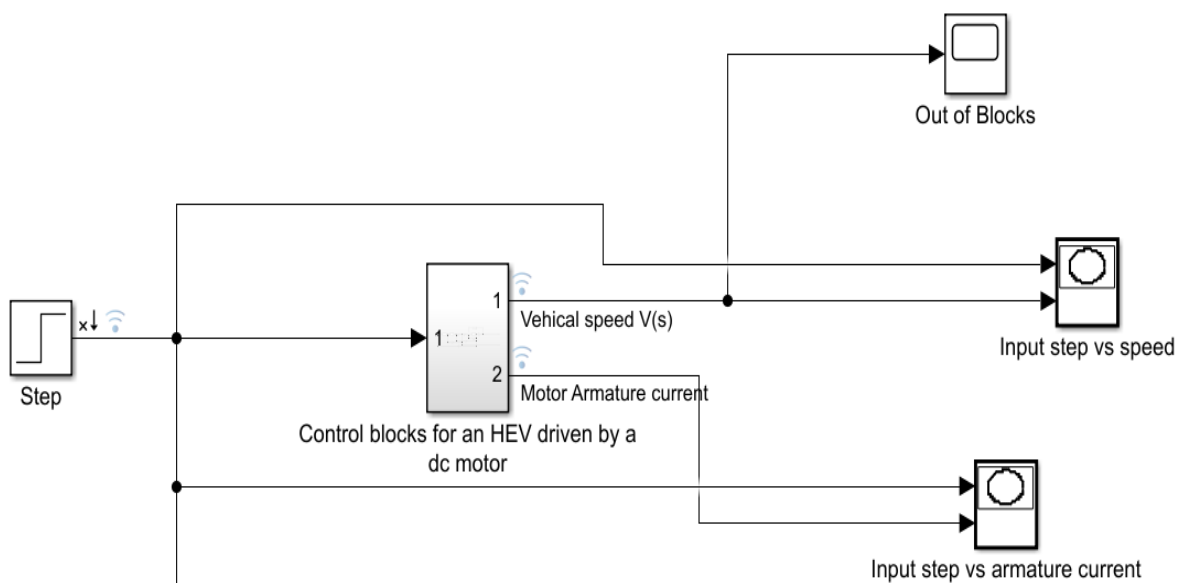 Out of Blocks
1
Vehical speed V(s)
Input step vs speed
x
1
Step
2
Motor Armature current
Control blocks for an HEV driven by a
dc motor
Input step vs armature current